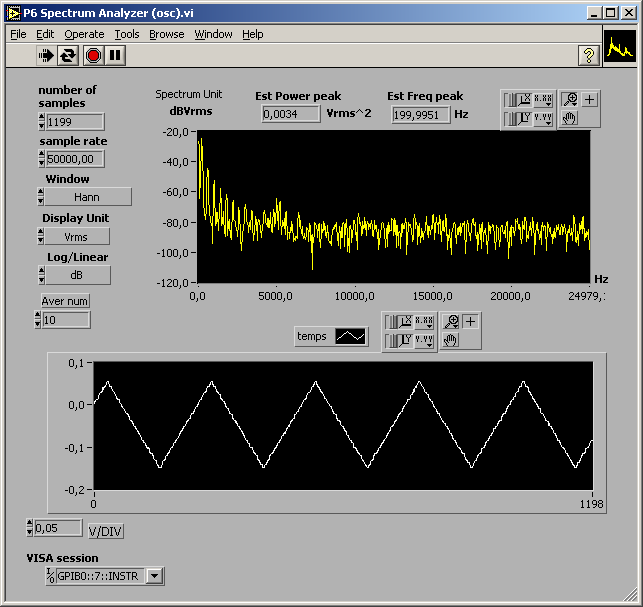 P6 Spectrum Analyzer (osc).vi
File Edit Operate Tools Browse Window Help
?
number of
samples
1199
sample rate
50000,00
Window
Hann
Display Unit
Vrms
Log/Linear
dB
Aver num
10
Spectrum Unit
dBVrms
Est Power peak
0,0034 Vrms^2
Est Freq peak
199,9951 Hz
X X.XX
Y Y.YY
-20,0
-40,0
-60,0
-80,0
-100,0
-120,0
0,0 5000,0 10000,0 15000,0 20000,0 24979,
Hz
temps
X X.XX
Y Y.YY
0,1
0,0
-0,1
-0,2
0 1198
0,05 V/DIV
VISA session
I/O GPIB0::7::INSTR